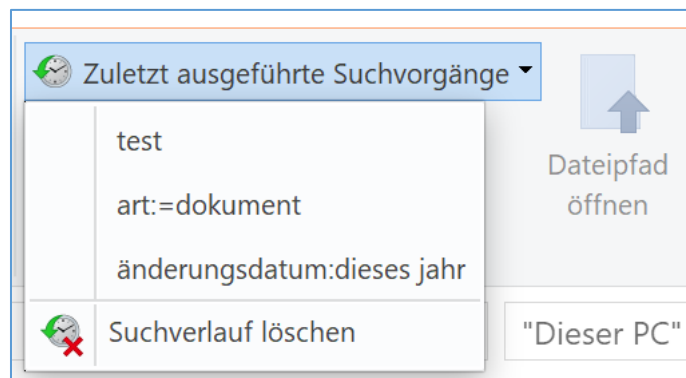 Zuletzt ausgeführte Suchvorgänge
test
art:=dokument
änderungsdatum:dieses jahr
Suchverlauf löschen
Dateipfad
öffnen
"Dieser PC"